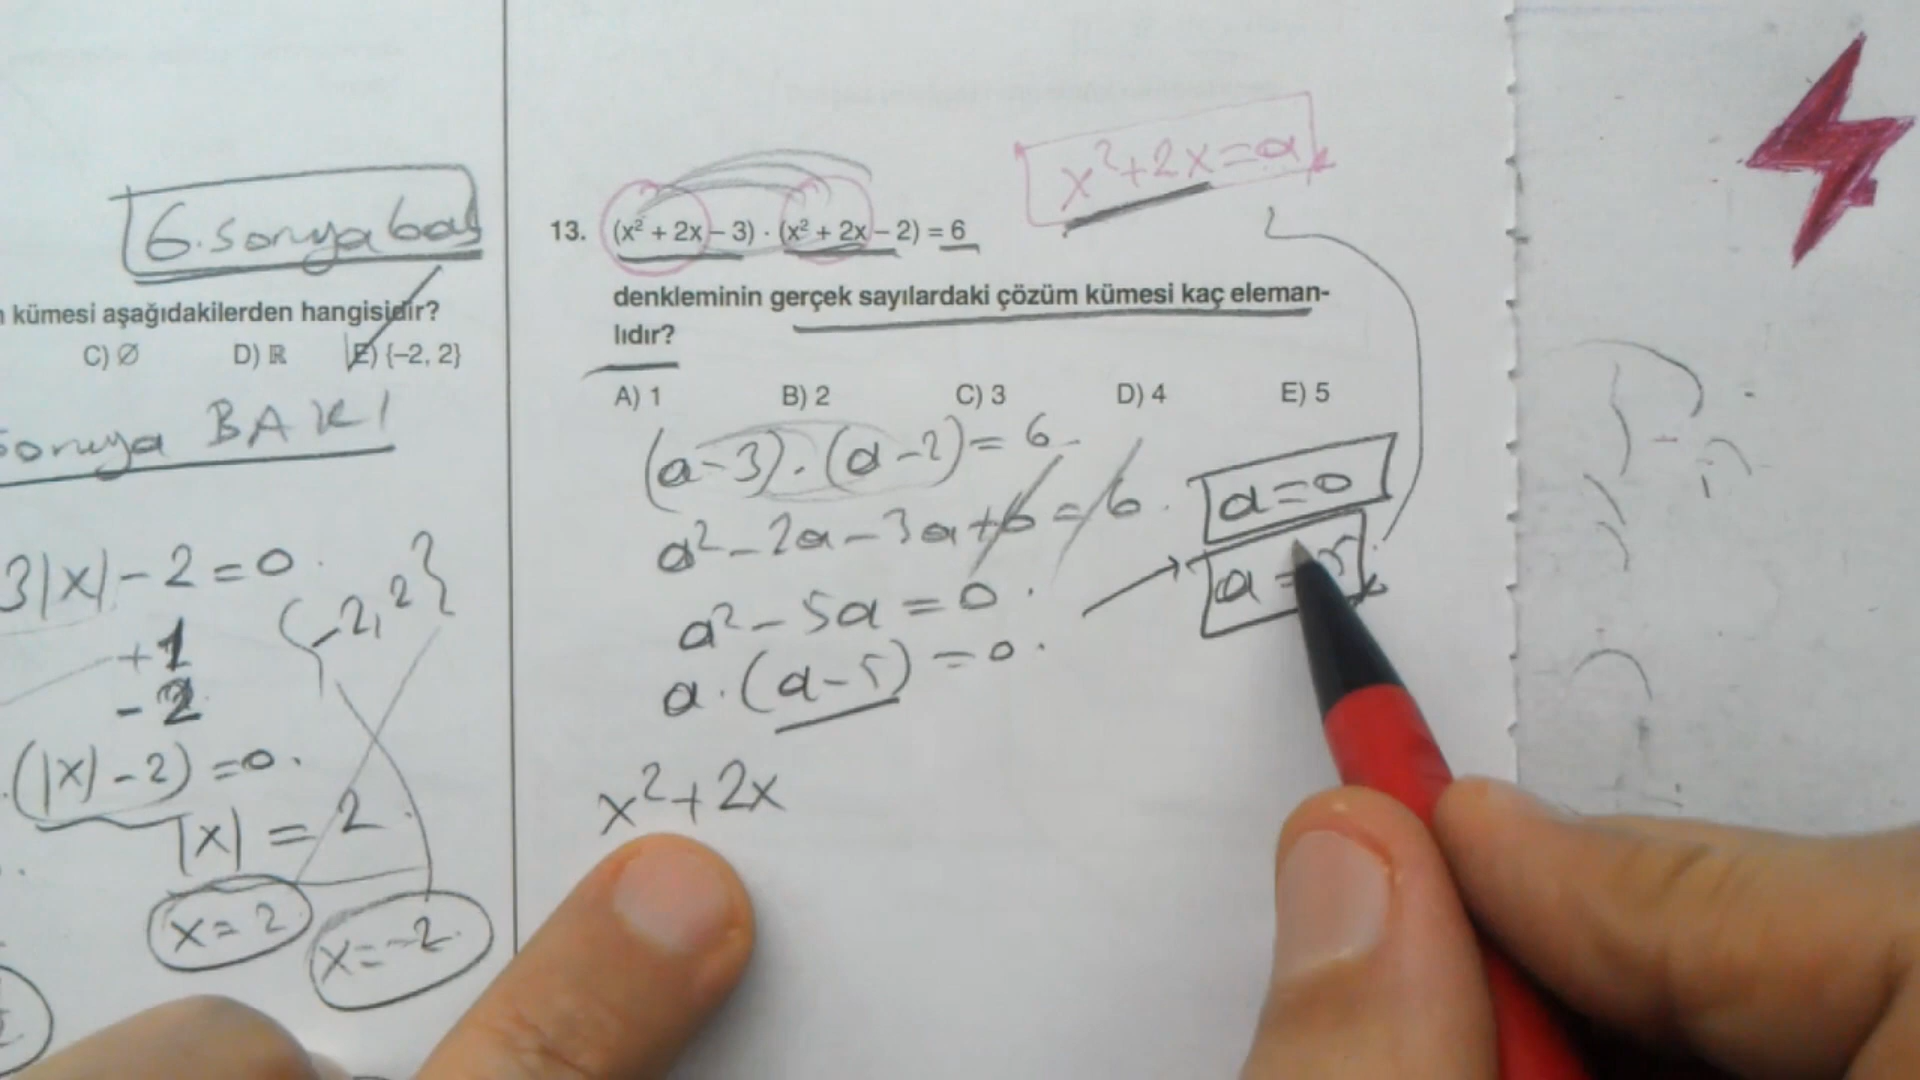 6. soruya bak
kümesi aşağıdakilerden hangisidir?
C) ∅ D) ℝ E) {–2, 2}
soruya BAK!
3|x| - 2 = 0
+1
-2
{-2, 2}
(|x| - 2) = 0.
|x| = 2
x = 2
x = -2
x² + 2x = a
13. (x² + 2x – 3) · (x² + 2x – 2) = 6
denkleminin gerçek sayılardaki çözüm kümesi kaç eleman-
lıdır?
A) 1 B) 2 C) 3 D) 4 E) 5
(a - 3) . (a - 2) = 6
a² - 2a - 3a + 6 = 6
a² - 5a = 0
a . (a - 5) = 0
a = 0
a = 5
x² + 2x